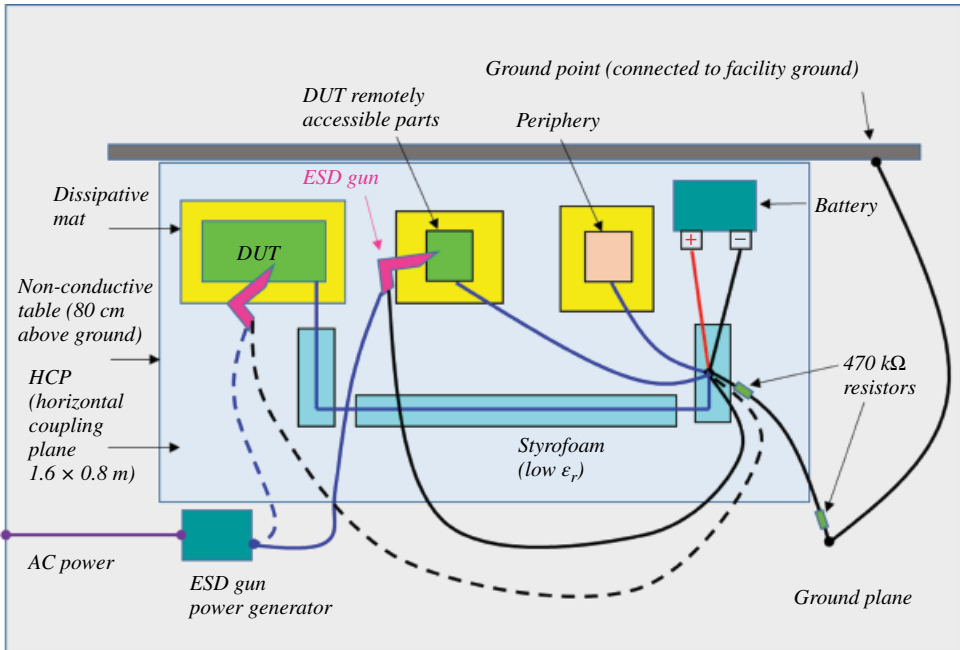 Ground point (connected to facility ground)
DUT remotely
accessible parts
Periphery
ESD gun
Dissipative
mat
Battery
DUT
+
−
Non-conductive
table (80 cm
above ground)
HCP
(horizontal
coupling
plane
1.6 × 0.8 m)
470 kΩ
resistors
Styrofoam
(low εr)
AC power
ESD gun
power generator
Ground plane